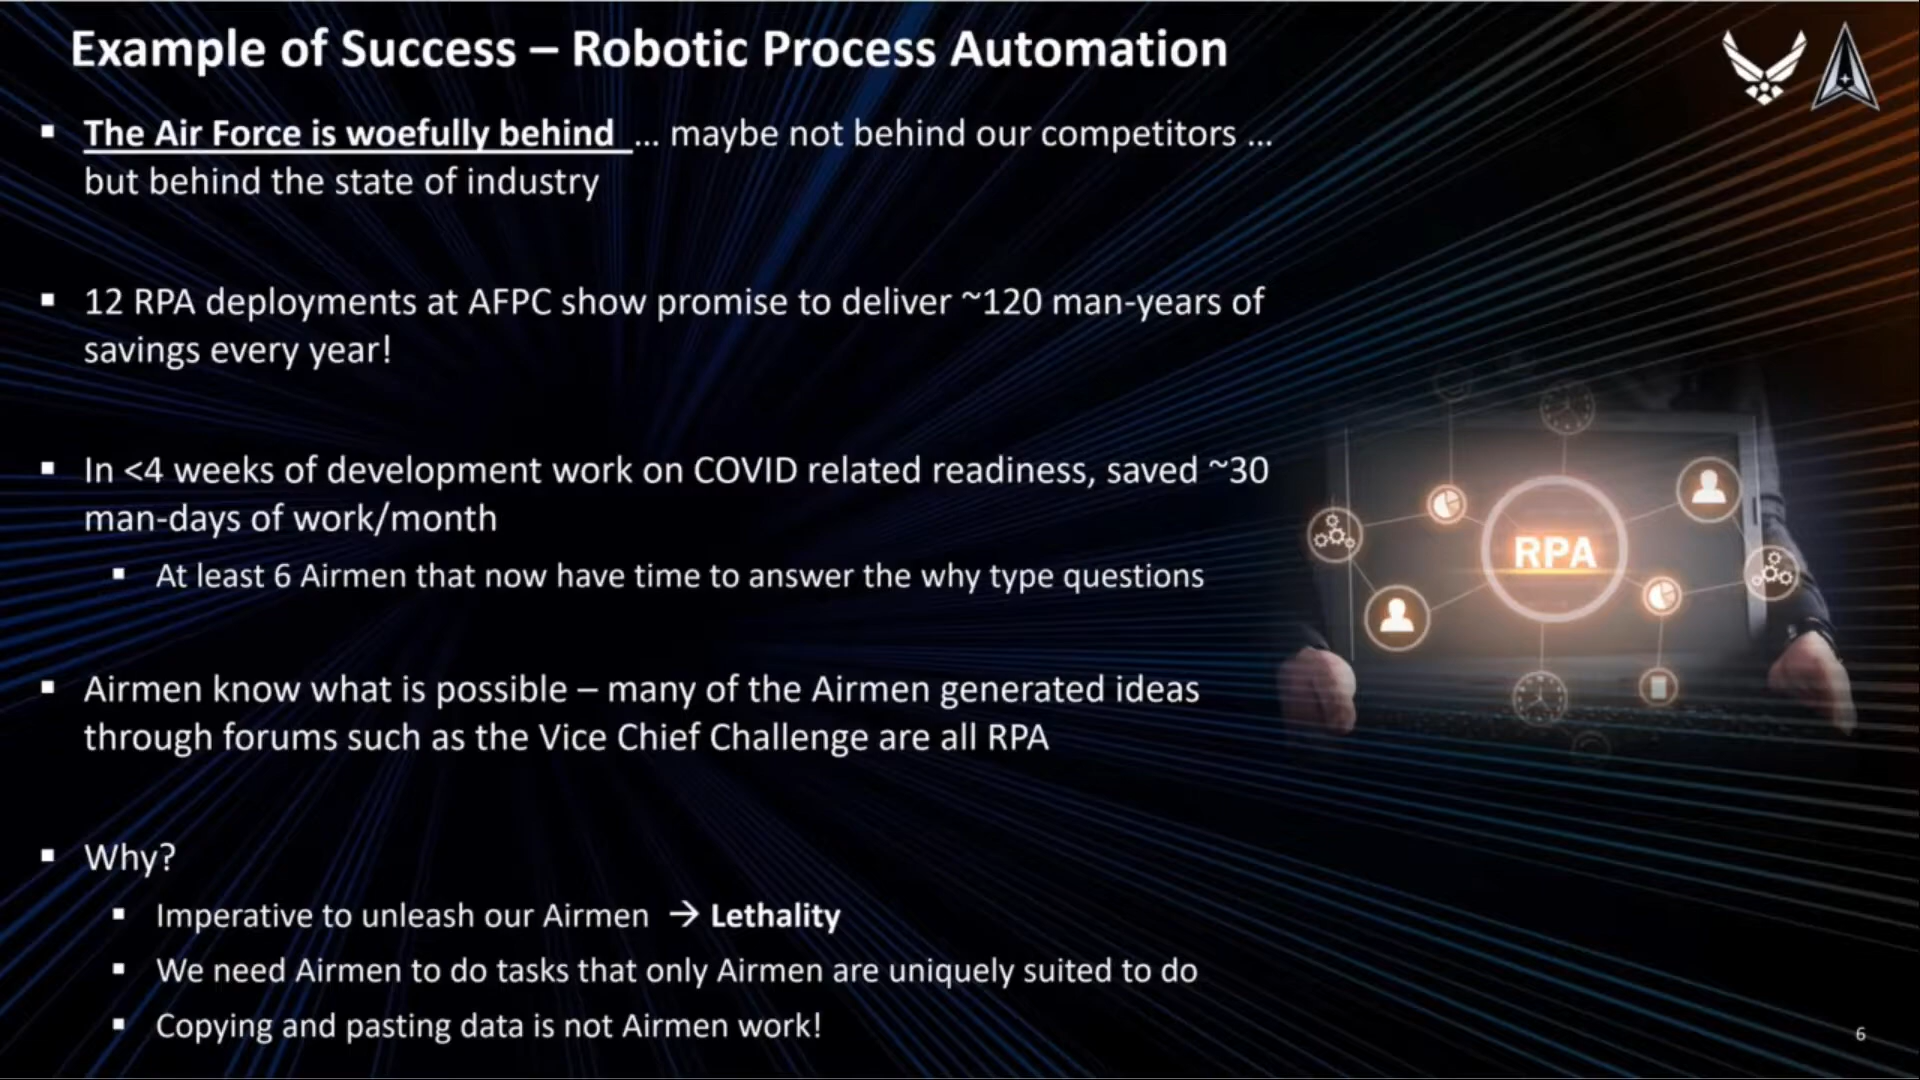 Example of Success – Robotic Process Automation
▪ The Air Force is woefully behind … maybe not behind our competitors …
but behind the state of industry
▪ 12 RPA deployments at AFPC show promise to deliver ~120 man-years of
savings every year!
▪ In <4 weeks of development work on COVID related readiness, saved ~30
man-days of work/month
▪ At least 6 Airmen that now have time to answer the why type questions
▪ Airmen know what is possible – many of the Airmen generated ideas
through forums such as the Vice Chief Challenge are all RPA
▪ Why?
▪ Imperative to unleash our Airmen → Lethality
▪ We need Airmen to do tasks that only Airmen are uniquely suited to do
▪ Copying and pasting data is not Airmen work!
RPA
6